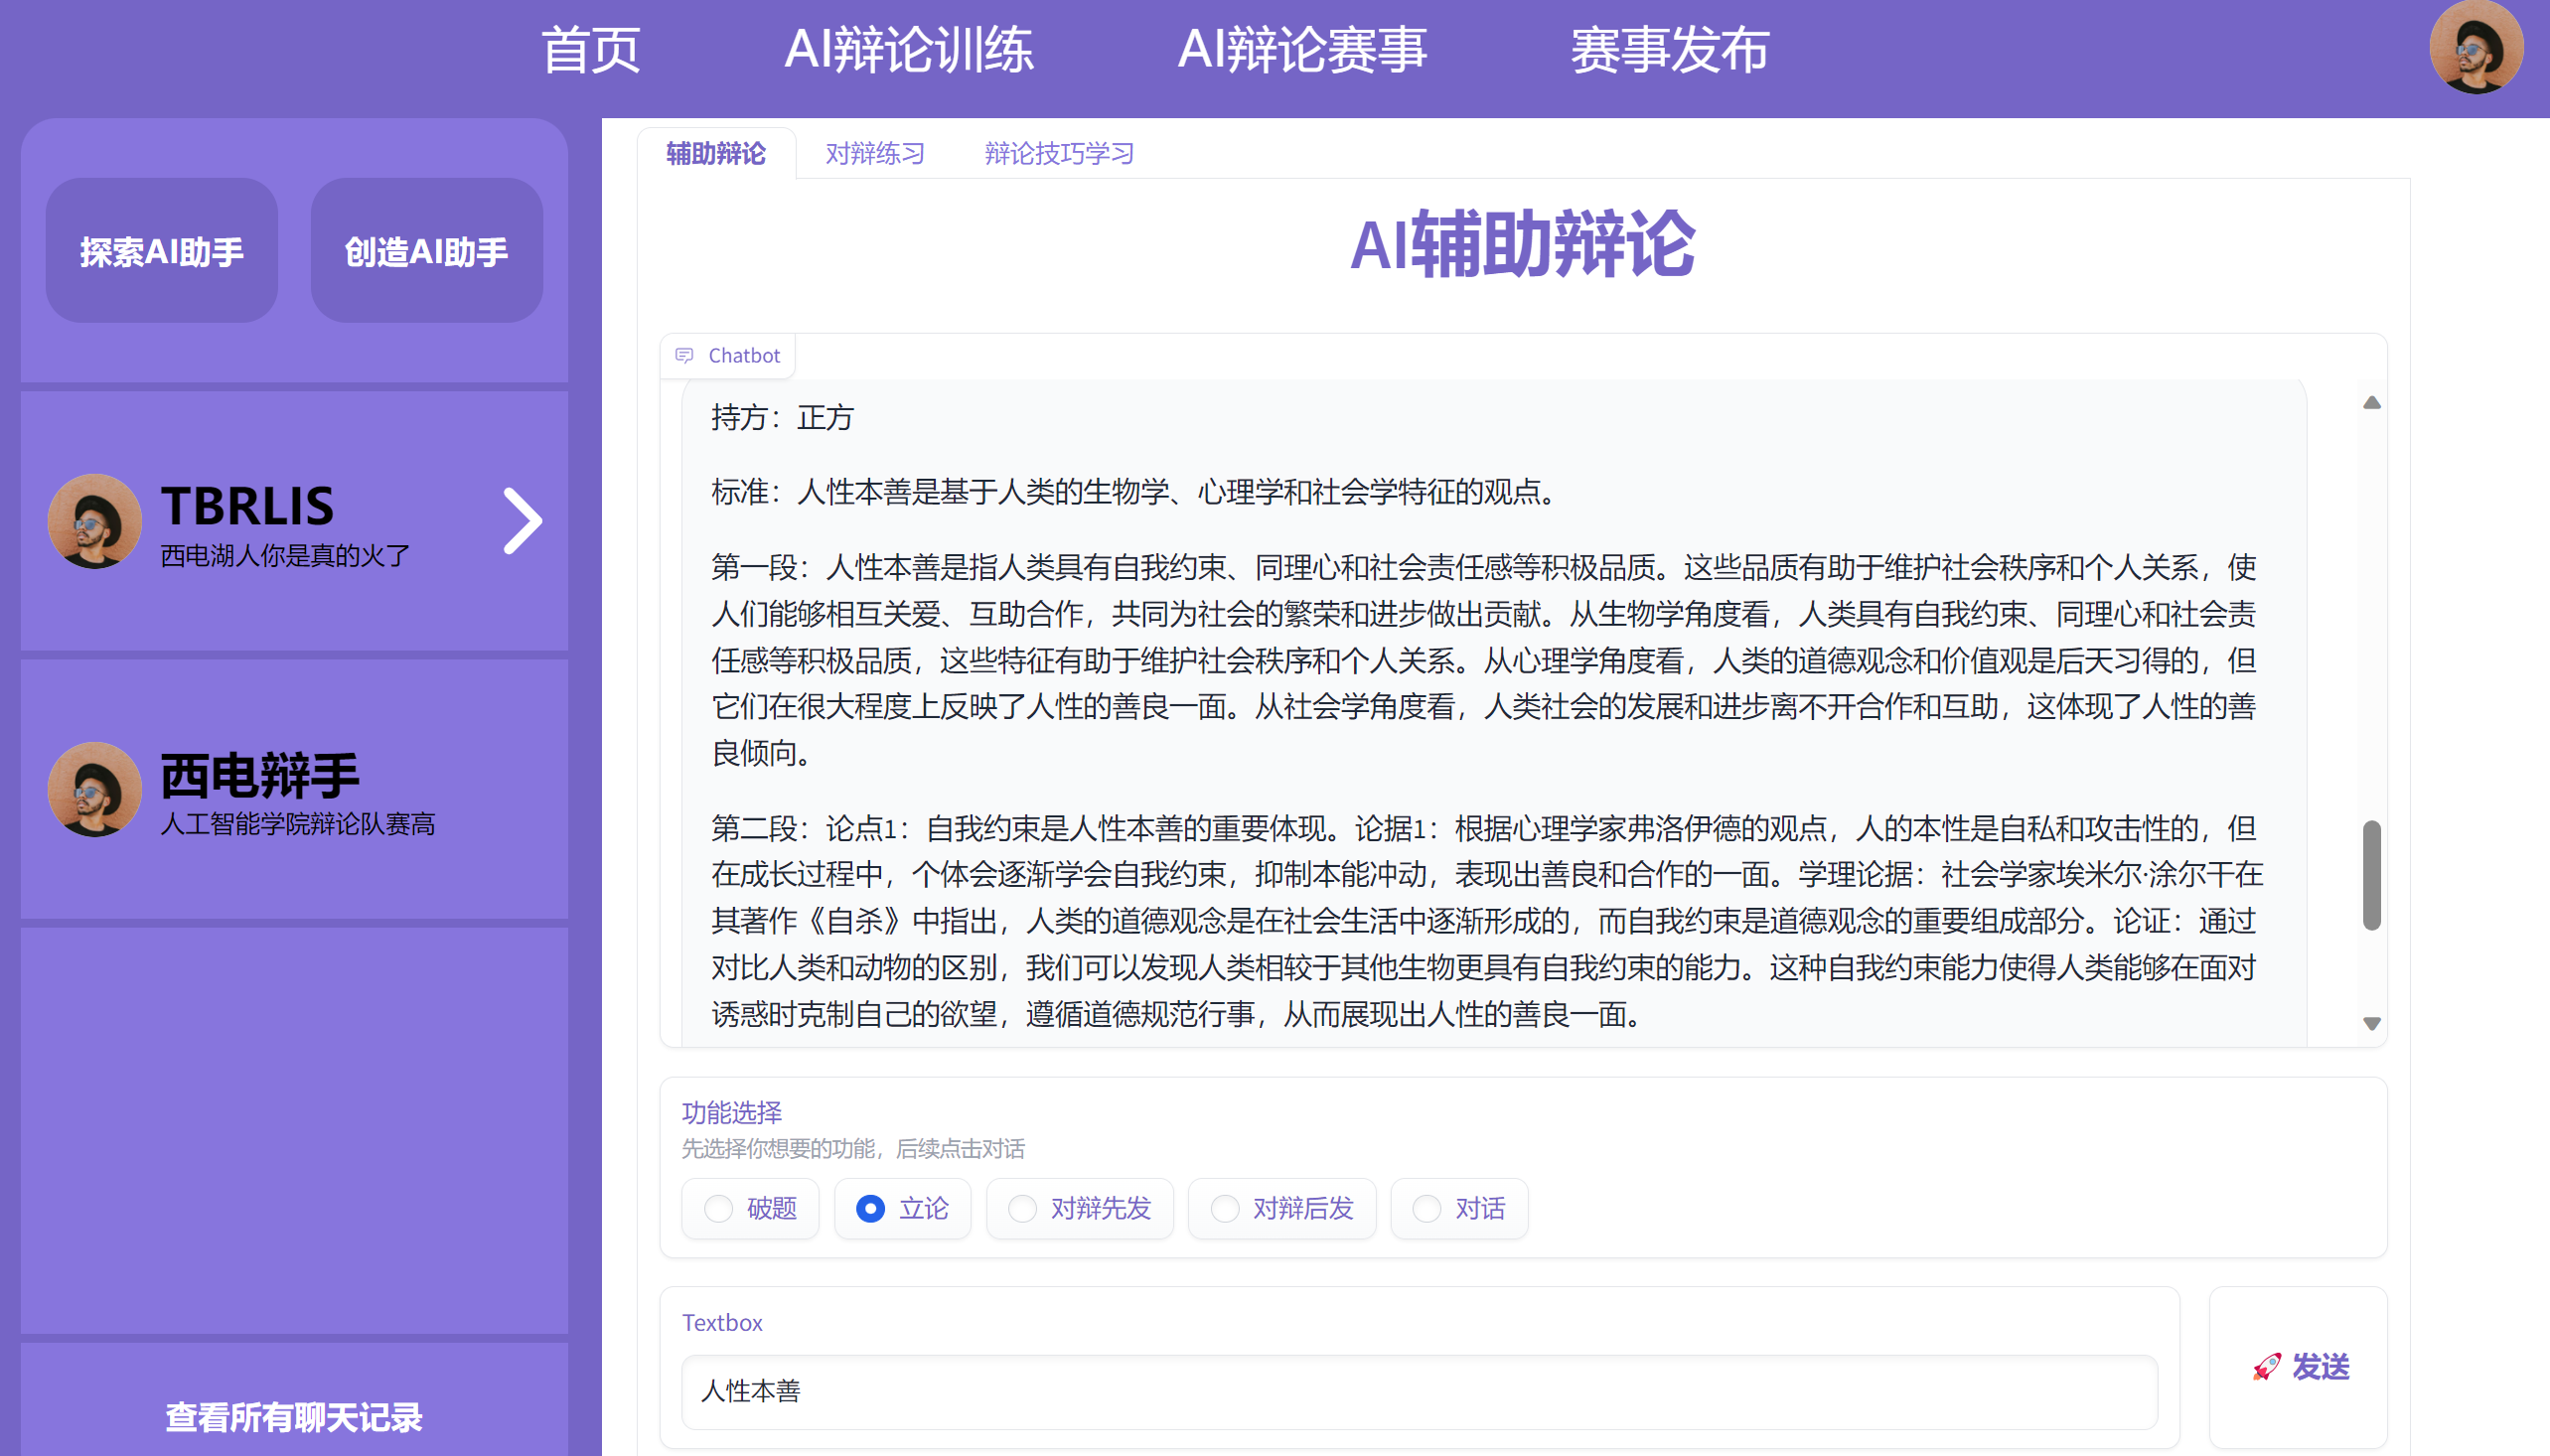 首页 AI辩论训练 AI辩论赛事 赛事发布
探索AI助手 创造AI助手
TBRLIS
西电湖人你是真的火了
西电辩手
人工智能学院辩论队赛高
查看所有聊天记录
辅助辩论 对辩练习 辩论技巧学习
AI辅助辩论
Chatbot
持方：正方
标准：人性本善是基于人类的生物学、心理学和社会学特征的观点。
第一段：人性本善是指人类具有自我约束、同理心和社会责任感等积极品质。这些品质有助于维护社会秩序和个人关系，使
人们能够相互关爱、互助合作，共同为社会的繁荣和进步做出贡献。从生物学角度看，人类具有自我约束、同理心和社会责
任感等积极品质，这些特征有助于维护社会秩序和个人关系。从心理学角度看，人类的道德观念和价值观是后天习得的，但
它们在很大程度上反映了人性的善良一面。从社会学角度看，人类社会的发展和进步离不开合作和互助，这体现了人性的善
良倾向。
第二段：论点1：自我约束是人性本善的重要体现。论据1：根据心理学家弗洛伊德的观点，人的本性是自私和攻击性的，但
在成长过程中，个体会逐渐学会自我约束，抑制本能冲动，表现出善良和合作的一面。学理论据：社会学家埃米尔·涂尔干在
其著作《自杀》中指出，人类的道德观念是在社会生活中逐渐形成的，而自我约束是道德观念的重要组成部分。论证：通过
对比人类和动物的区别，我们可以发现人类相较于其他生物更具有自我约束的能力。这种自我约束能力使得人类能够在面对
诱惑时克制自己的欲望，遵循道德规范行事，从而展现出人性的善良一面。
功能选择
先选择你想要的功能，后续点击对话
破题 立论 对辩先发 对辩后发 对话
Textbox
人性本善
🚀 发送